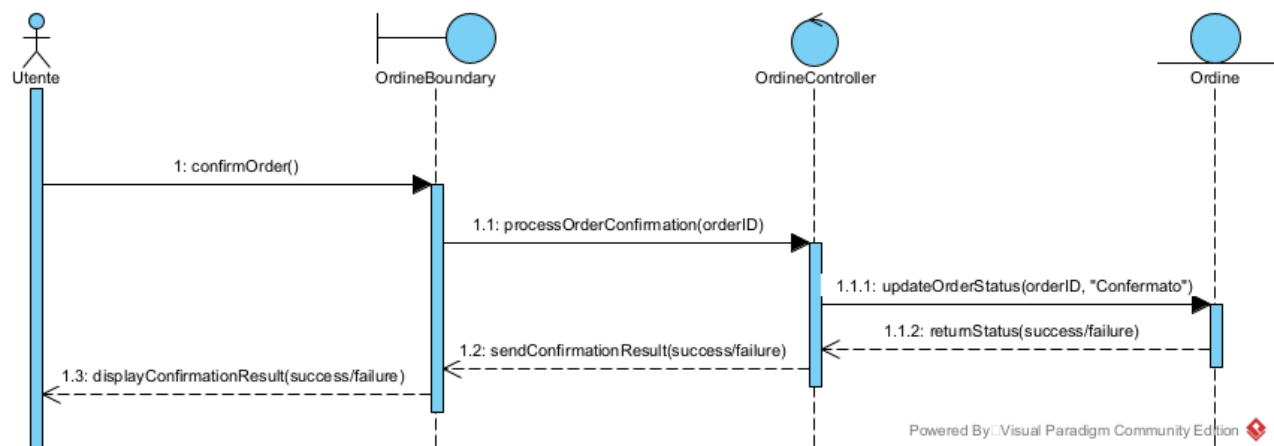 Utente
OrdineBoundary
OrdineController
Ordine
1: confirmOrder()
1.1: processOrderConfirmation(orderID)
1.1.1: updateOrderStatus(orderID, "Confermato")
1.1.2: returnStatus(success/failure)
1.2: sendConfirmationResult(success/failure)
1.3: displayConfirmationResult(success/failure)
Powered By Visual Paradigm Community Edition